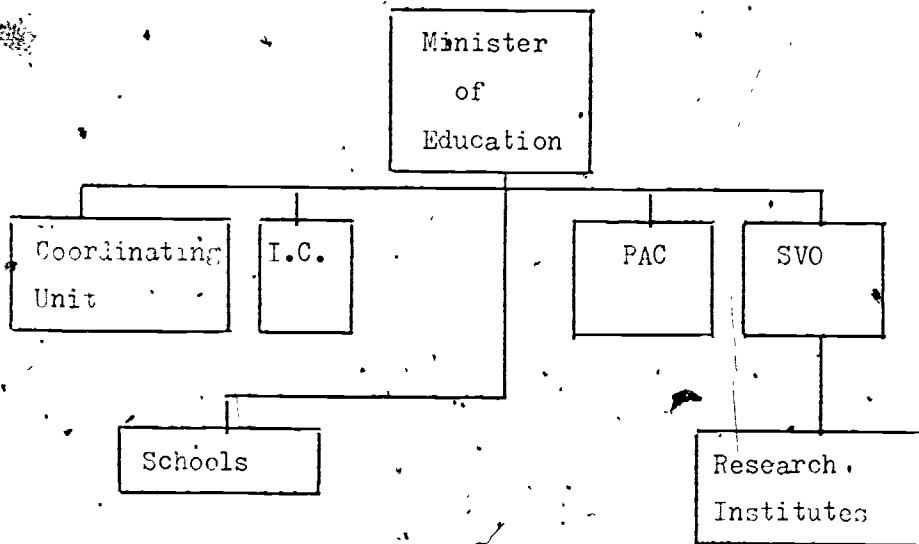 Minister
of
Education
Coordinating
Unit
I.C.
PAC
SVO
Schools
Research
Institutes